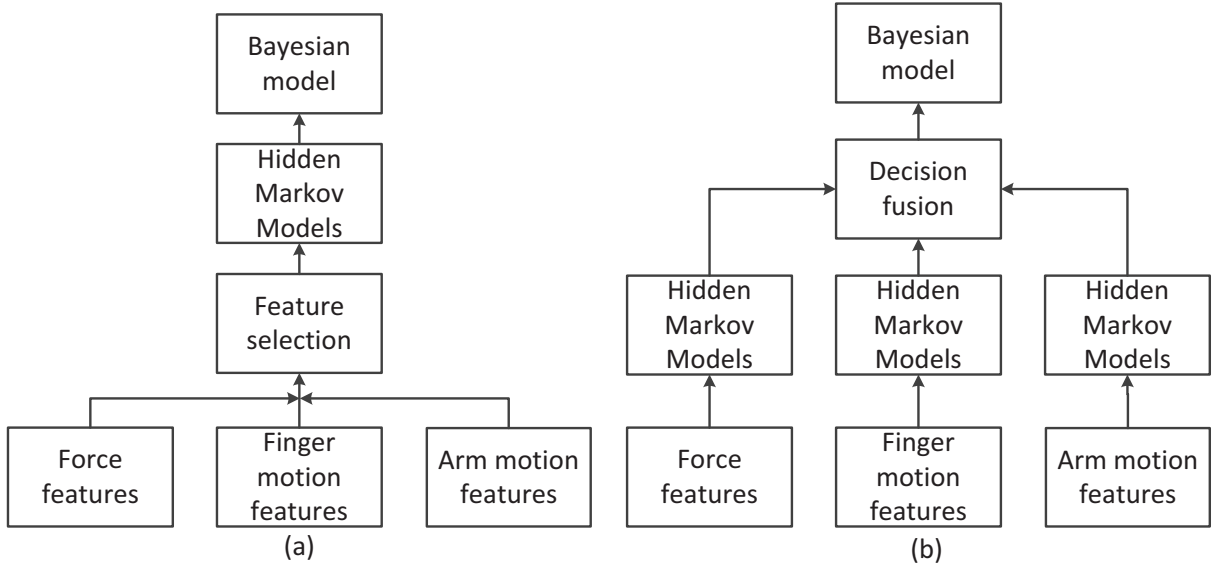 Bayesian
model
Hidden
Markov
Models
Feature
selection
Force
features
Finger
motion
features
Arm motion
features
(a)
Bayesian
model
Decision
fusion
Hidden
Markov
Models
Hidden
Markov
Models
Hidden
Markov
Models
Force
features
Finger
motion
features
Arm motion
features
(b)